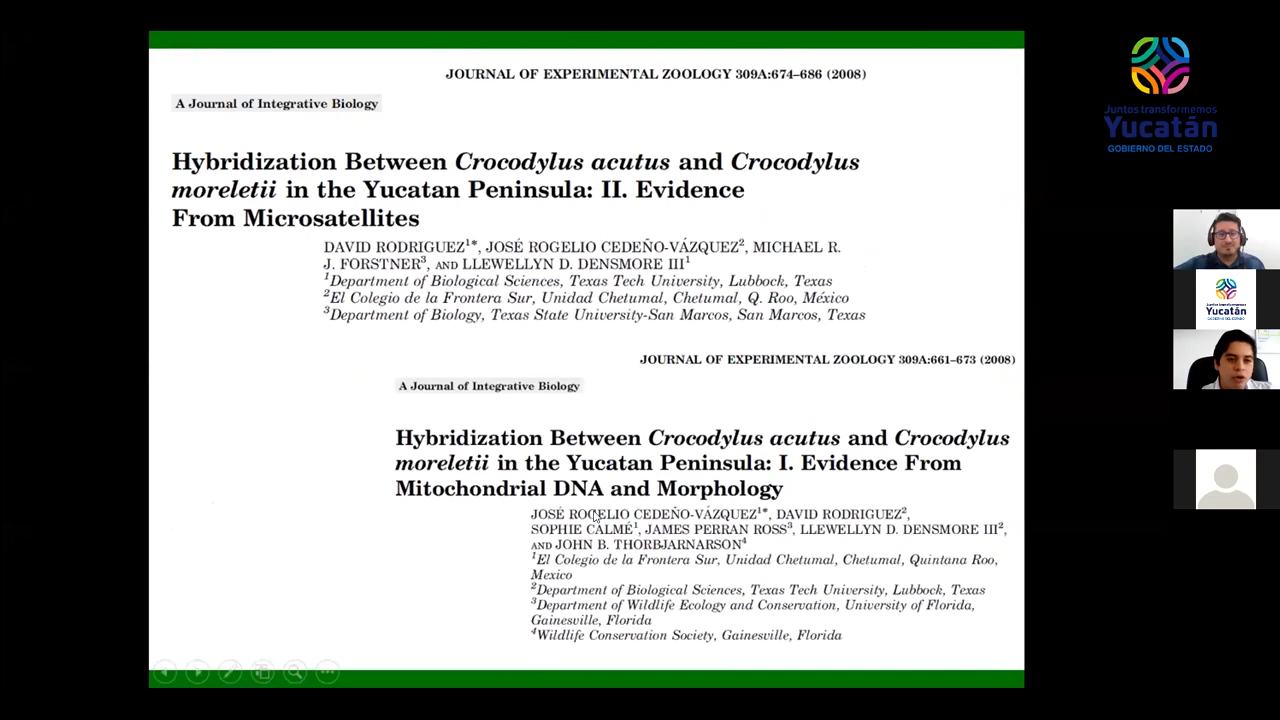 JOURNAL OF EXPERIMENTAL ZOOLOGY 309A:674–686 (2008)
A Journal of Integrative Biology
Hybridization Between Crocodylus acutus and Crocodylus
moreletii in the Yucatan Peninsula: II. Evidence
From Microsatellites
DAVID RODRIGUEZ1*, JOSÉ ROGELIO CEDEÑO-VÁZQUEZ2, MICHAEL R.
J. FORSTNER3, AND LLEWELLYN D. DENSMORE III1
1Department of Biological Sciences, Texas Tech University, Lubbock, Texas
2El Colegio de la Frontera Sur, Unidad Chetumal, Chetumal, Q. Roo, México
3Department of Biology, Texas State University-San Marcos, San Marcos, Texas
JOURNAL OF EXPERIMENTAL ZOOLOGY 309A:661–673 (2008)
A Journal of Integrative Biology
Hybridization Between Crocodylus acutus and Crocodylus
moreletii in the Yucatan Peninsula: I. Evidence From
Mitochondrial DNA and Morphology
JOSÉ ROGELIO CEDEÑO-VÁZQUEZ1*, DAVID RODRIGUEZ2,
SOPHIE CALMÉ1, JAMES PERRAN ROSS3, LLEWELLYN D. DENSMORE III2,
AND JOHN B. THORBJARNARSON4
1El Colegio de la Frontera Sur, Unidad Chetumal, Chetumal, Quintana Roo,
Mexico
2Department of Biological Sciences, Texas Tech University, Lubbock, Texas
3Department of Wildlife Ecology and Conservation, University of Florida,
Gainesville, Florida
4Wildlife Conservation Society, Gainesville, Florida
Juntos transformemos
Yucatán
GOBIERNO DEL ESTADO
Juntos transformemos
Yucatán
GOBIERNO DEL ESTADO